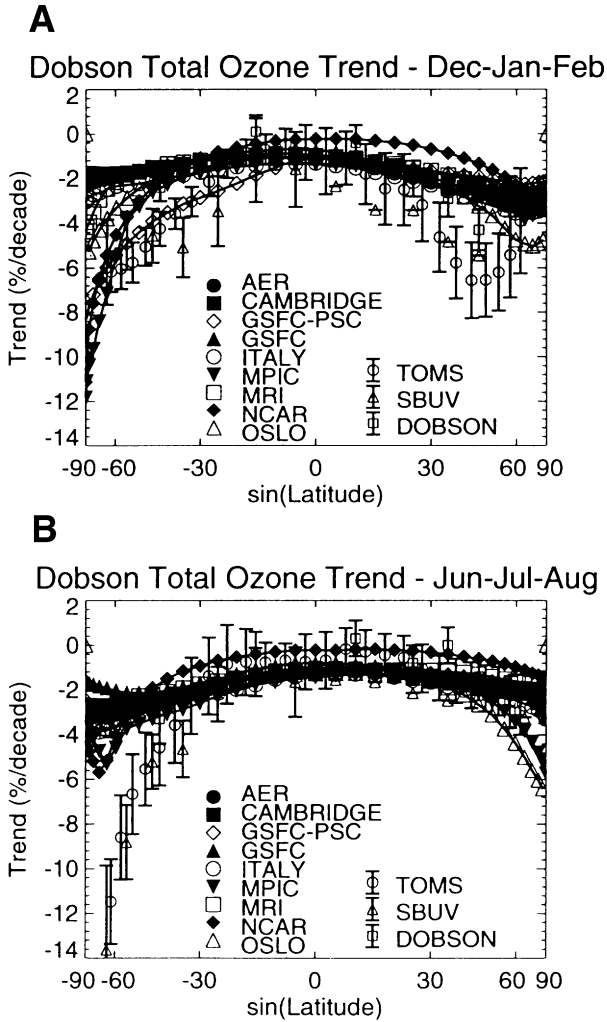 A
Dobson Total Ozone Trend - Dec-Jan-Feb
2
0
-2
-4
-6
-8
-10
-12
-14
Trend (%/decade)
AER
CAMBRIDGE
GSFC-PSC
GSFC
ITALY
MPIC
MRI
NCAR
OSLO
TOMS
SBUV
DOBSON
-90 -60 -30 0 30 60 90
sin(Latitude)
B
Dobson Total Ozone Trend - Jun-Jul-Aug
2
0
-2
-4
-6
-8
-10
-12
-14
Trend (%/decade)
AER
CAMBRIDGE
GSFC-PSC
GSFC
ITALY
MPIC
MRI
NCAR
OSLO
TOMS
SBUV
DOBSON
-90 -60 -30 0 30 60 90
sin(Latitude)